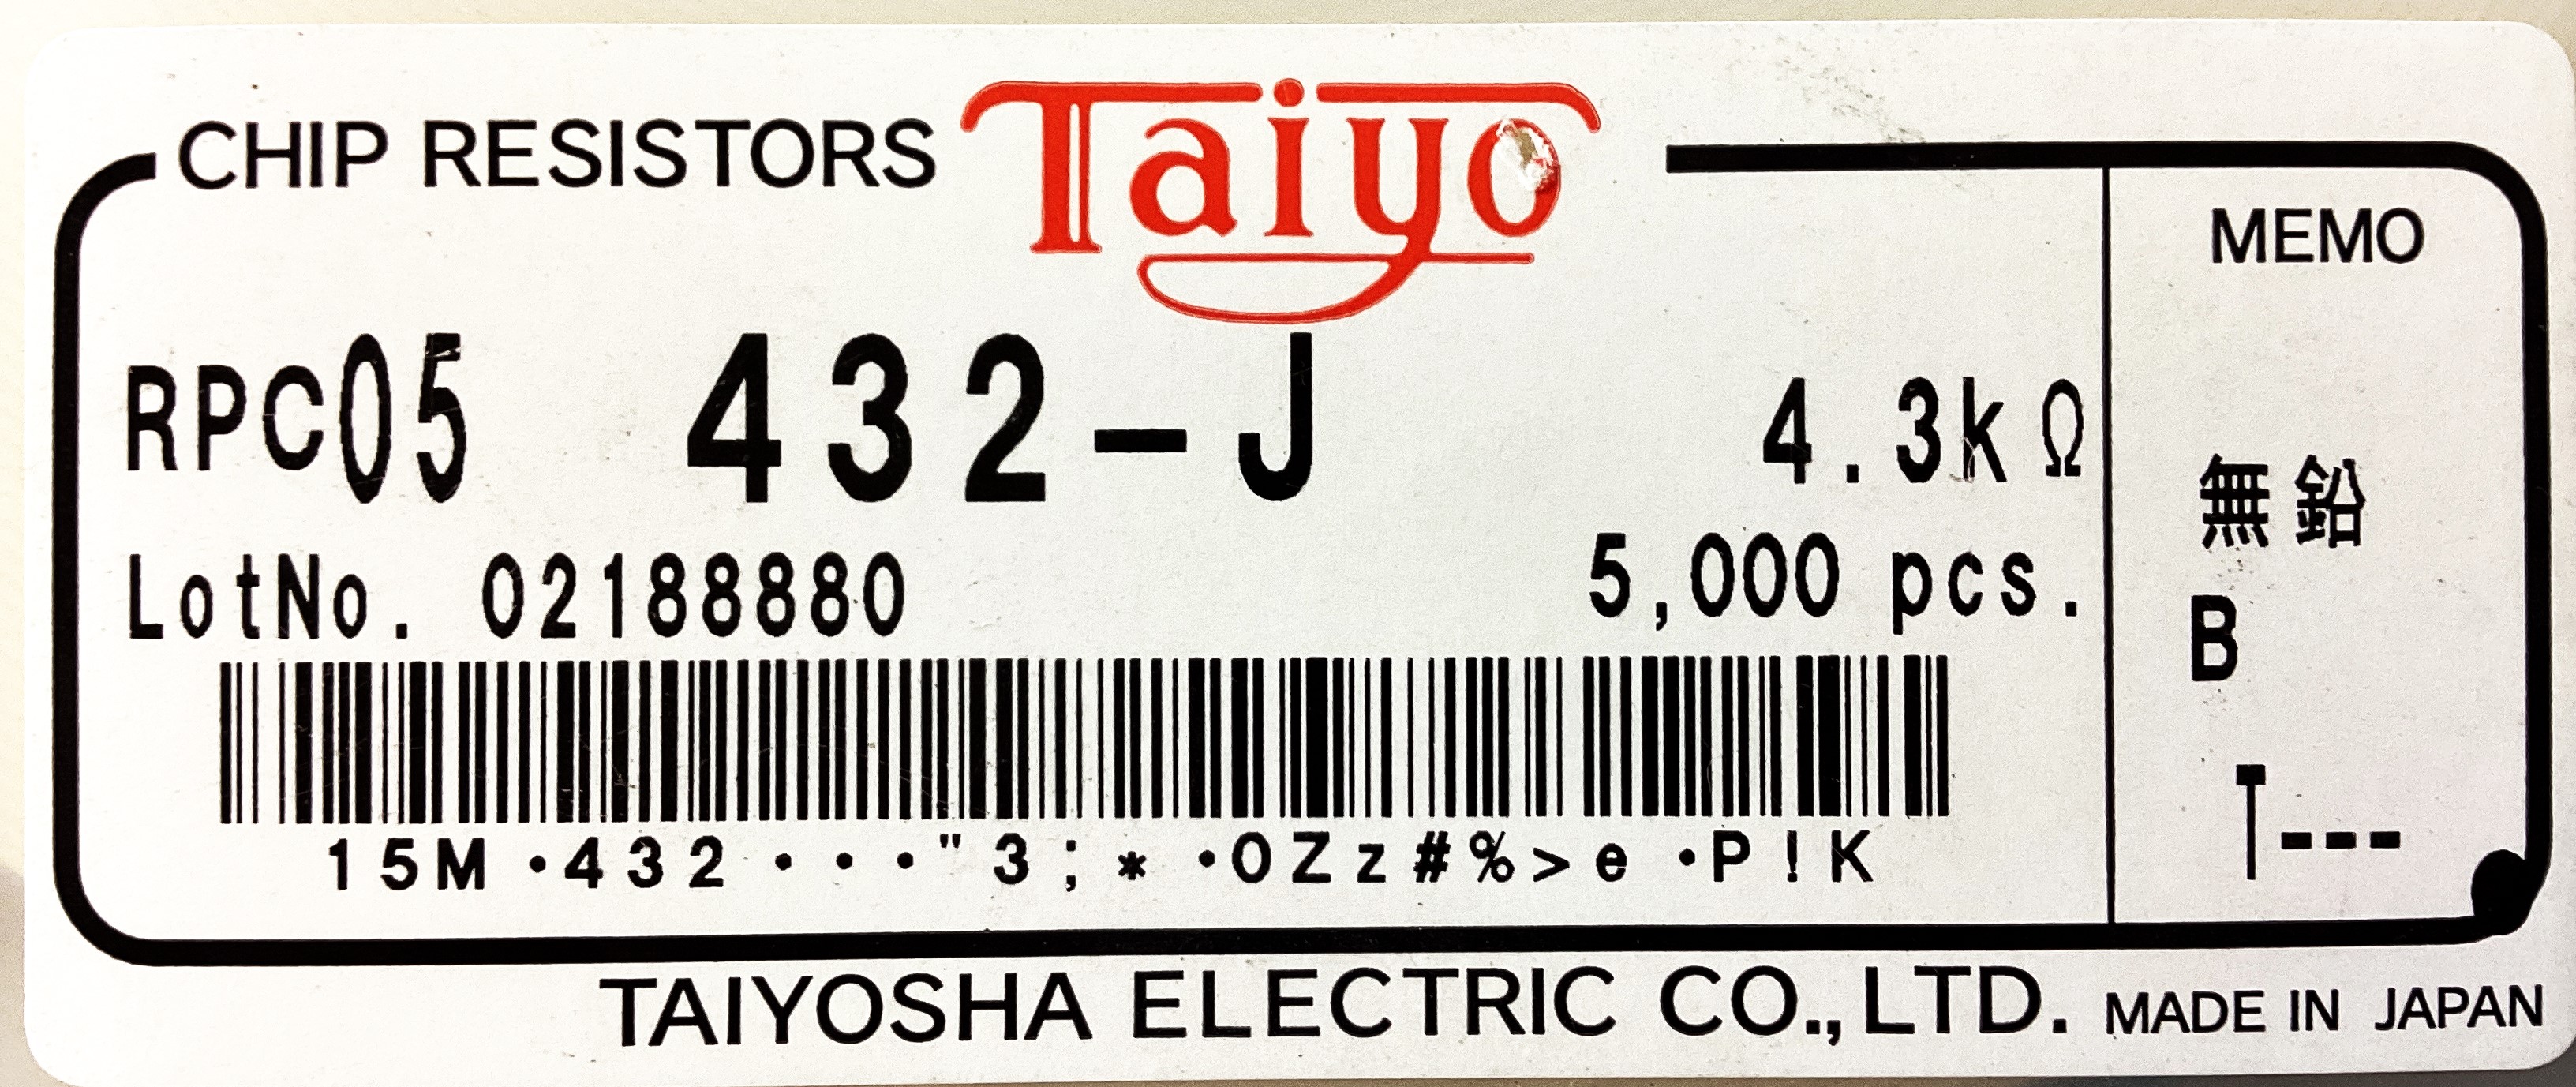 CHIP RESISTORS Taiyo
MEMO
RPC05 432-J 4.3kΩ
無鉛
LotNo. 02188880 5,000 pcs.
B
15M・432・・・"3;*・0Zz#%>e・P!K
T---
TAIYOSHA ELECTRIC CO.,LTD. MADE IN JAPAN